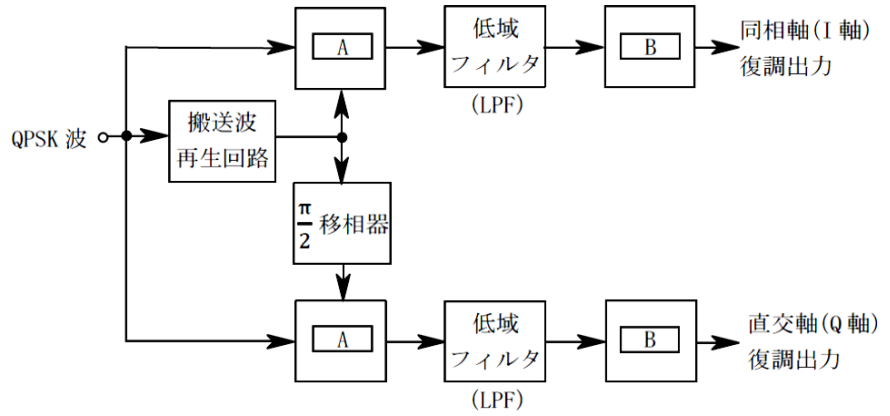 A
低域
フィルタ
(LPF)
B
同相軸(I 軸)
復調出力
QPSK 波
搬送波
再生回路
π/2 移相器
A
低域
フィルタ
(LPF)
B
直交軸(Q 軸)
復調出力